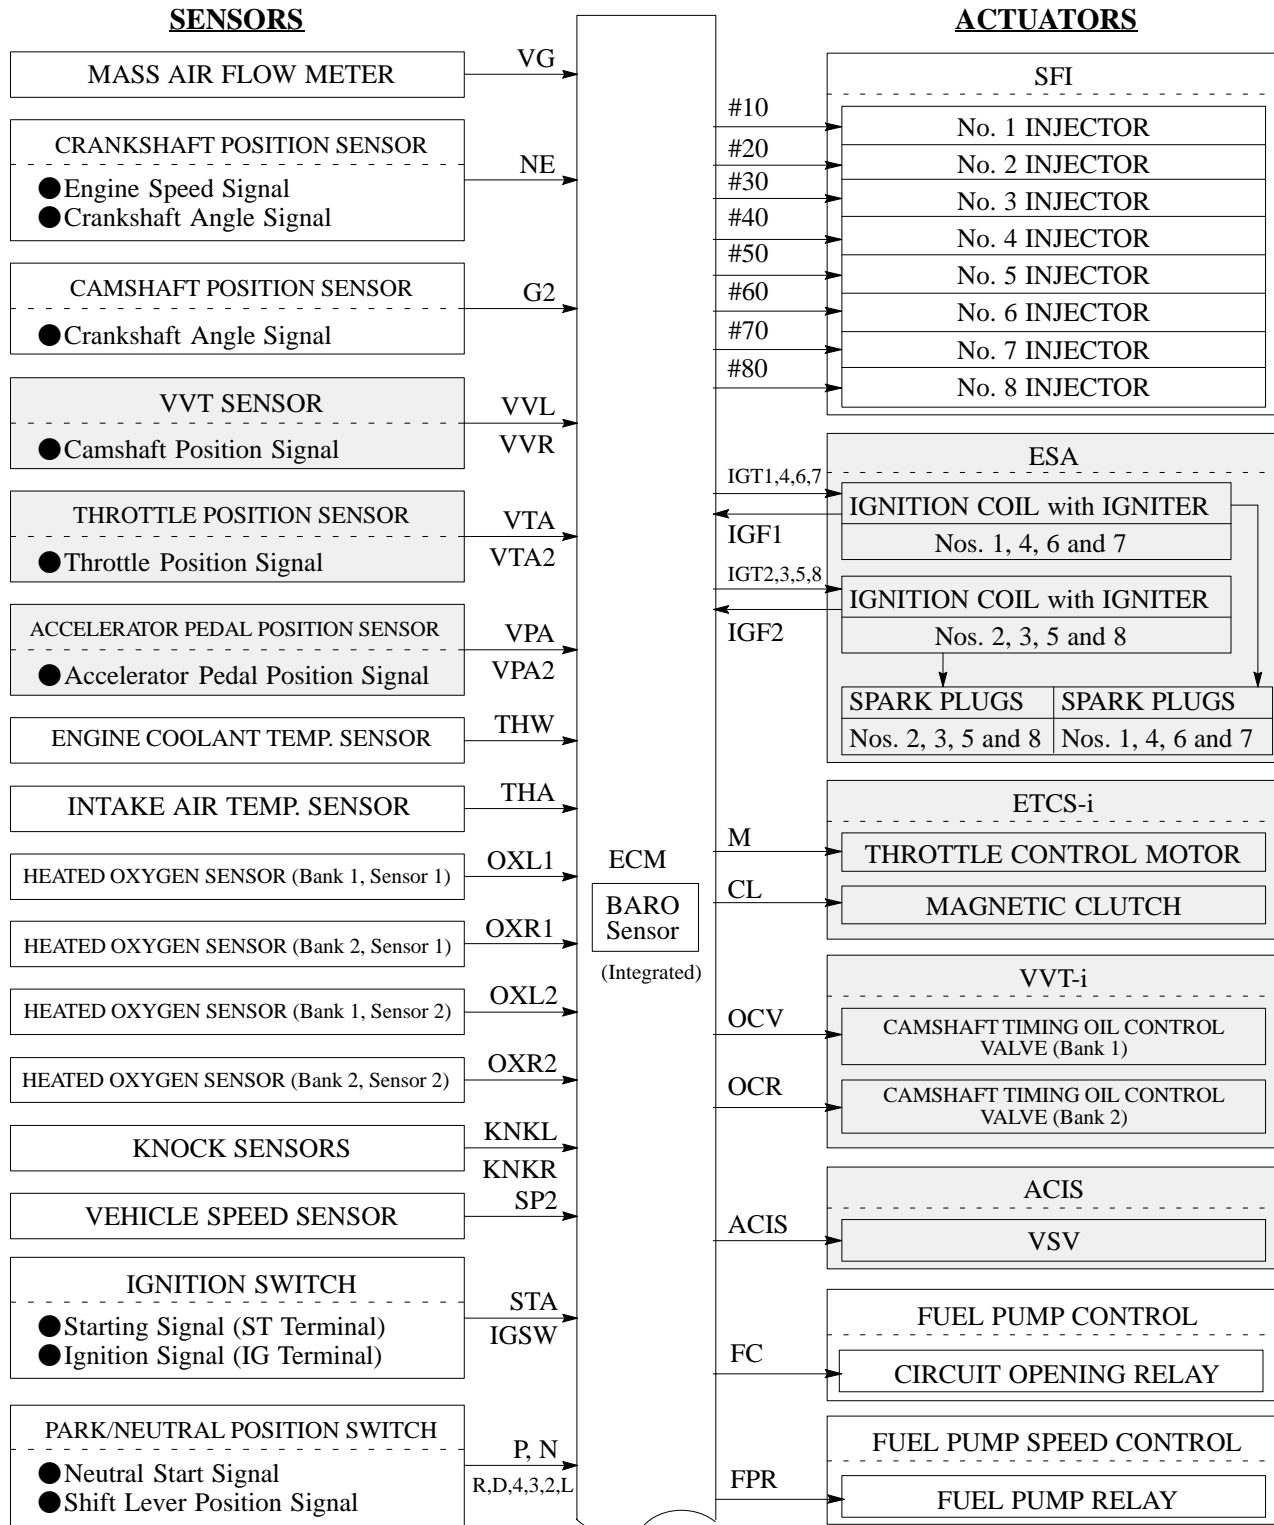 SENSORS
MASS AIR FLOW METER
VG
CRANKSHAFT POSITION SENSOR
●Engine Speed Signal
●Crankshaft Angle Signal
NE
CAMSHAFT POSITION SENSOR
●Crankshaft Angle Signal
G2
VVT SENSOR
●Camshaft Position Signal
VVL
VVR
THROTTLE POSITION SENSOR
●Throttle Position Signal
VTA
VTA2
ACCELERATOR PEDAL POSITION SENSOR
●Accelerator Pedal Position Signal
VPA
VPA2
ENGINE COOLANT TEMP. SENSOR
THW
INTAKE AIR TEMP. SENSOR
THA
HEATED OXYGEN SENSOR (Bank 1, Sensor 1)
OXL1
HEATED OXYGEN SENSOR (Bank 2, Sensor 1)
OXR1
HEATED OXYGEN SENSOR (Bank 1, Sensor 2)
OXL2
HEATED OXYGEN SENSOR (Bank 2, Sensor 2)
OXR2
KNOCK SENSORS
KNKL
KNKR
VEHICLE SPEED SENSOR
SP2
IGNITION SWITCH
●Starting Signal (ST Terminal)
●Ignition Signal (IG Terminal)
STA
IGSW
PARK/NEUTRAL POSITION SWITCH
●Neutral Start Signal
●Shift Lever Position Signal
P, N
R,D,4,3,2,L
ECM
BARO
Sensor
(Integrated)
ACTUATORS
SFI
#10
No. 1 INJECTOR
#20
No. 2 INJECTOR
#30
No. 3 INJECTOR
#40
No. 4 INJECTOR
#50
No. 5 INJECTOR
#60
No. 6 INJECTOR
#70
No. 7 INJECTOR
#80
No. 8 INJECTOR
ESA
IGT1,4,6,7
IGF1
IGNITION COIL with IGNITER
Nos. 1, 4, 6 and 7
IGT2,3,5,8
IGF2
IGNITION COIL with IGNITER
Nos. 2, 3, 5 and 8
SPARK PLUGS
Nos. 2, 3, 5 and 8
SPARK PLUGS
Nos. 1, 4, 6 and 7
ETCS-i
M
THROTTLE CONTROL MOTOR
CL
MAGNETIC CLUTCH
VVT-i
OCV
CAMSHAFT TIMING OIL CONTROL
VALVE (Bank 1)
OCR
CAMSHAFT TIMING OIL CONTROL
VALVE (Bank 2)
ACIS
ACIS
VSV
FUEL PUMP CONTROL
FC
CIRCUIT OPENING RELAY
FUEL PUMP SPEED CONTROL
FPR
FUEL PUMP RELAY